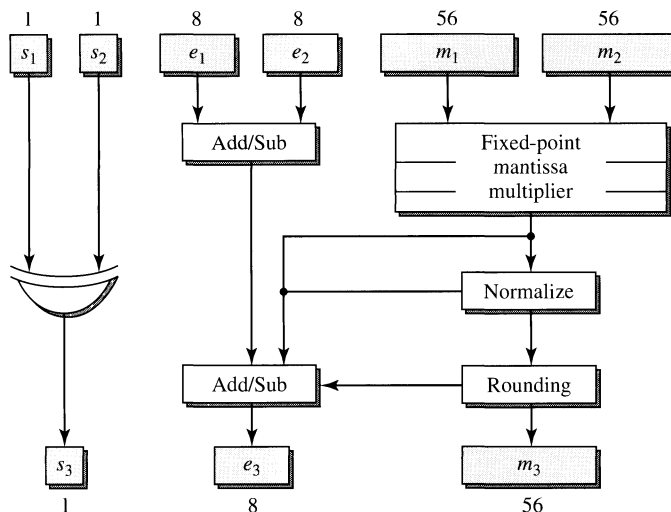 1 1 8 8 56 56
s1 s2 e1 e2 m1 m2
Add/Sub
Fixed-point
mantissa
multiplier
Normalize
Add/Sub
Rounding
s3 e3 m3
1 8 56